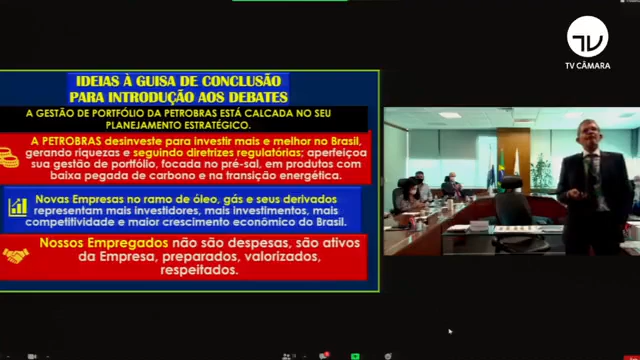 TV CÂMARA
IDEIAS À GUISA DE CONCLUSÃO
PARA INTRODUÇÃO AOS DEBATES
A GESTÃO DE PORTFÓLIO DA PETROBRAS ESTÁ CALCADA NO SEU
PLANEJAMENTO ESTRATÉGICO.
A PETROBRAS desinveste para investir mais e melhor no Brasil,
gerando riquezas e seguindo diretrizes regulatórias; aperfeiçoa
sua gestão de portfólio, focada no pré-sal, em produtos com
baixa pegada de carbono e na transição energética.
Novas Empresas no ramo de óleo, gás e seus derivados
representam mais investidores, mais investimentos, mais
competitividade e maior crescimento econômico do Brasil.
Nossos Empregados não são despesas, são ativos
da Empresa, preparados, valorizados,
respeitados.